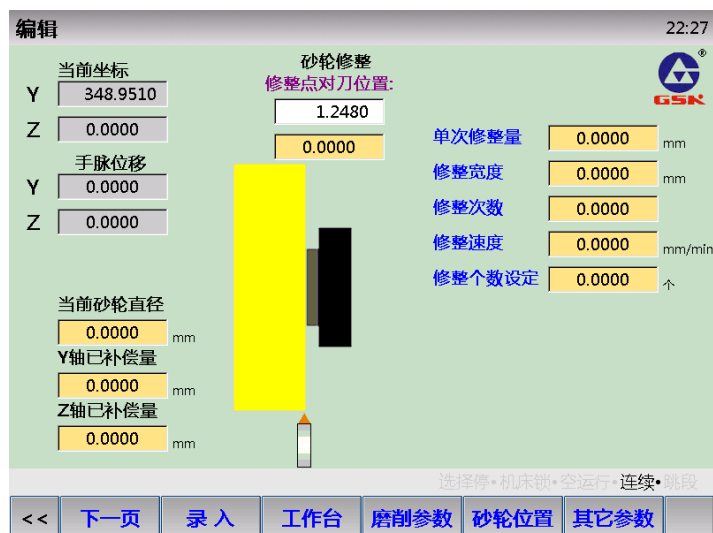 编辑 22:27
当前坐标
Y 348.9510
Z 0.0000
手脉位移
Y 0.0000
Z 0.0000
当前砂轮直径
0.0000 mm
Y轴已补偿量
0.0000 mm
Z轴已补偿量
0.0000 mm
砂轮修整
修整点对刀位置:
1.2480
0.0000
GSK ®
单次修整量 0.0000 mm
修整宽度 0.0000 mm
修整次数 0.0000
修整速度 0.0000 mm/min
修整个数设定 0.0000 个
选择停•机床锁•空运行•连续•跳段
<< 下一页 录入 工作台 磨削参数 砂轮位置 其它参数